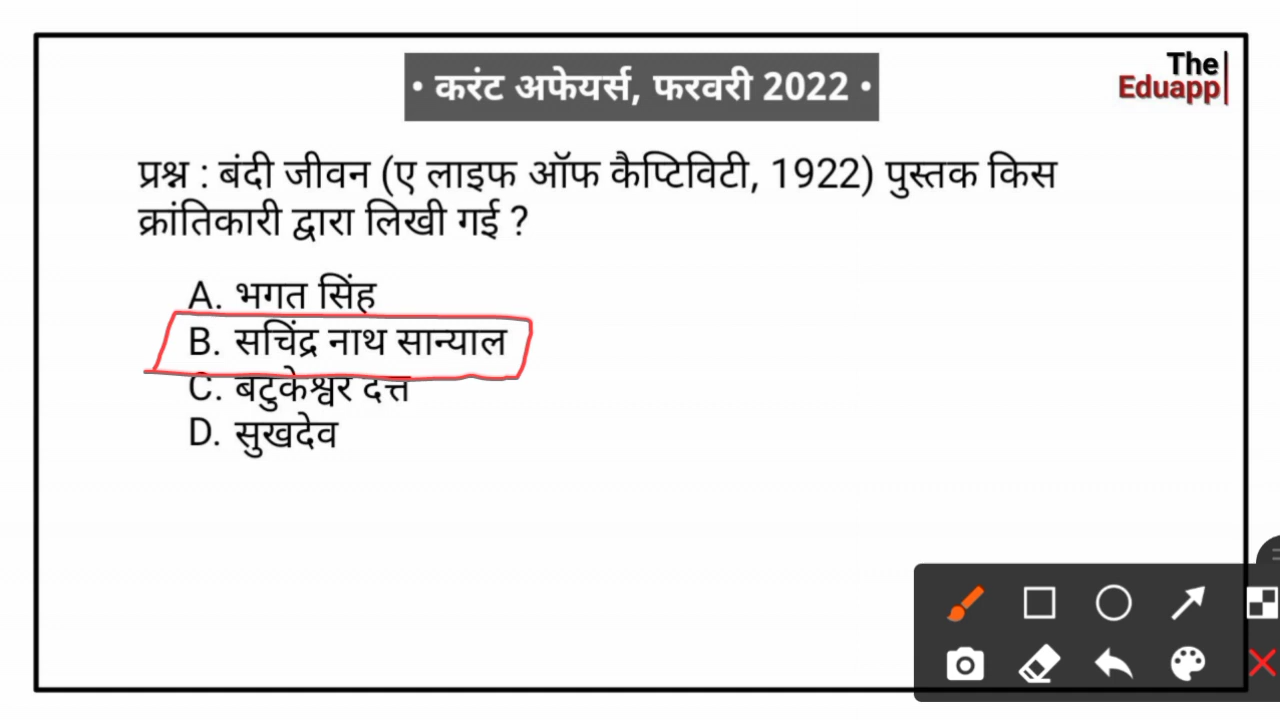 • करंट अफेयर्स, फरवरी 2022 •
The
Eduapp
प्रश्न : बंदी जीवन (ए लाइफ ऑफ कैप्टिविटी, 1922) पुस्तक किस
क्रांतिकारी द्वारा लिखी गई ?
A. भगत सिंह
B. सचिंद्र नाथ सान्याल
C. बटुकेश्वर दत्त
D. सुखदेव